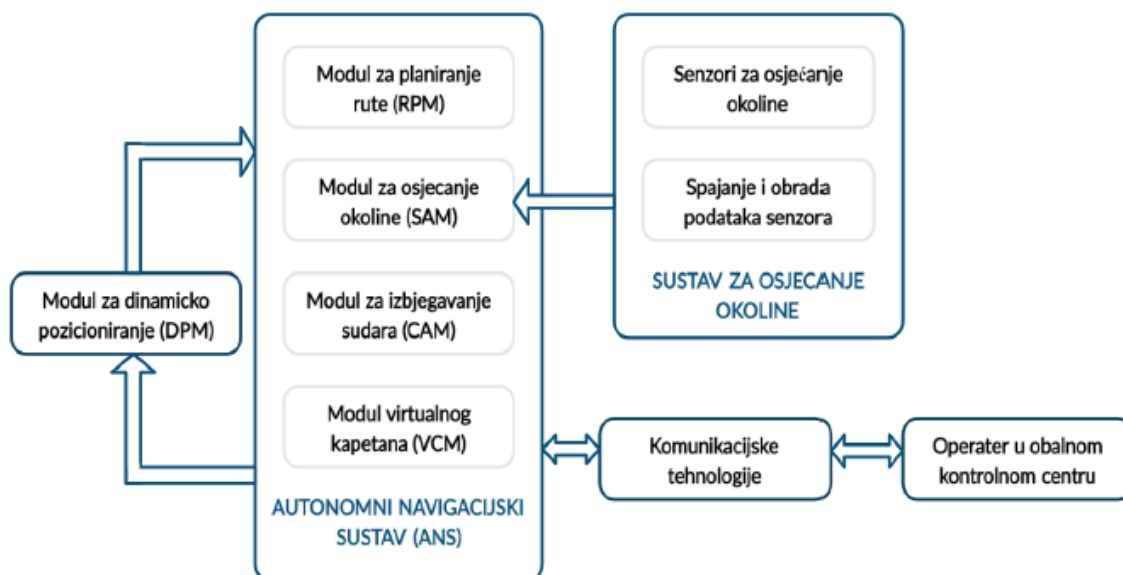 Modul za planiranje
rute (RPM)
Modul za osjecanje
okoline (SAM)
Modul za izbjegavanje
sudara (CAM)
Modul virtualnog
kapetana (VCM)
AUTONOMNI NAVIGACIJSKI
SUSTAV (ANS)
Senzori za osjećanje
okoline
Spajanje i obrada
podataka senzora
SUSTAV ZA OSJECANJE
OKOLINE
Modul za dinamicko
pozicioniranje (DPM)
Komunikacijske
tehnologije
Operater u obalnom
kontrolnom centru